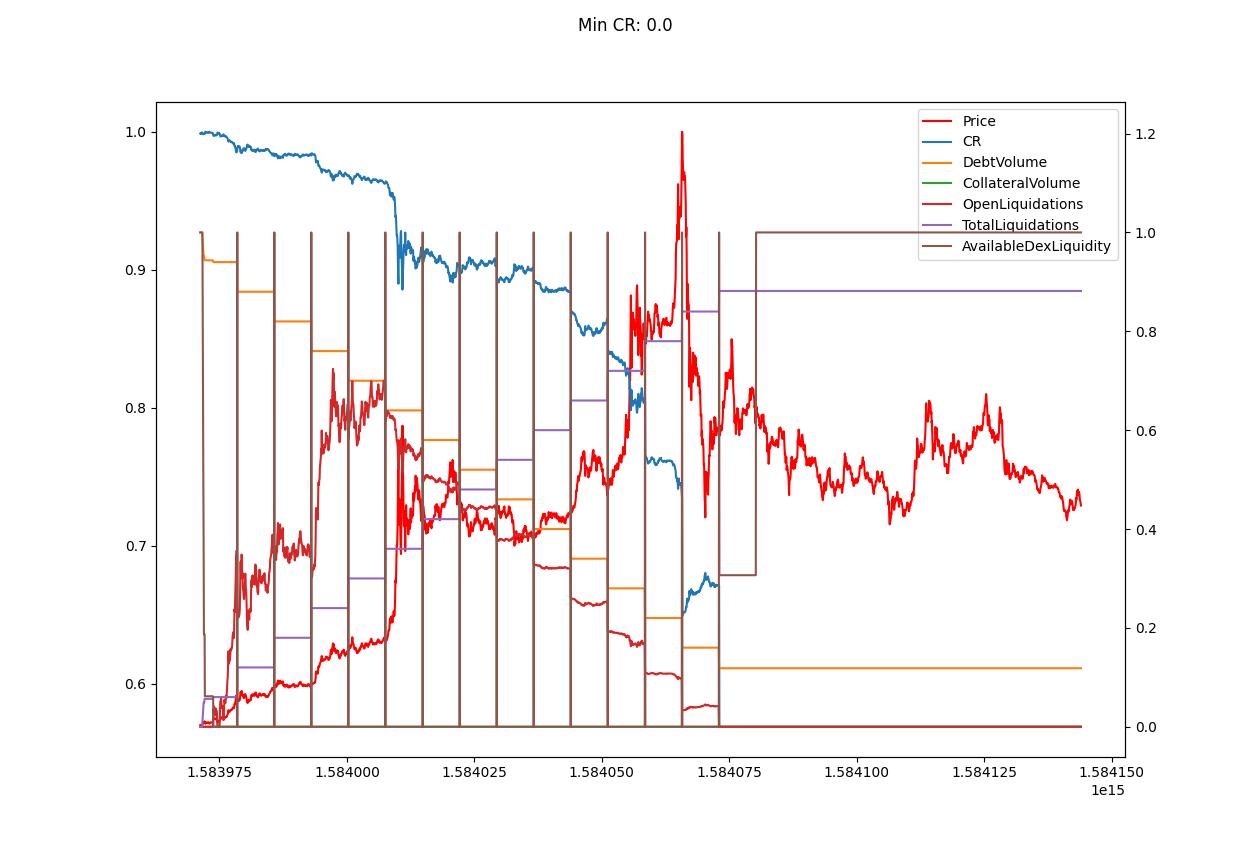 Min CR: 0.0
Price
CR
DebtVolume
CollateralVolume
OpenLiquidations
TotalLiquidations
AvailableDexLiquidity
1.0
0.9
0.8
0.7
0.6
1.2
1.0
0.8
0.6
0.4
0.2
0.0
1.583975 1.584000 1.584025 1.584050 1.584075 1.584100 1.584125 1.584150
1e15